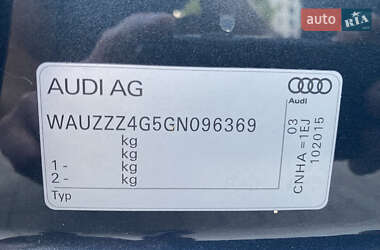 auto RIA
AUDI AG
Audi
WAUZZZ4G5GN096369
kg
kg
1 - kg
2 - kg
Typ
CNHA = 1EJ 03
102015